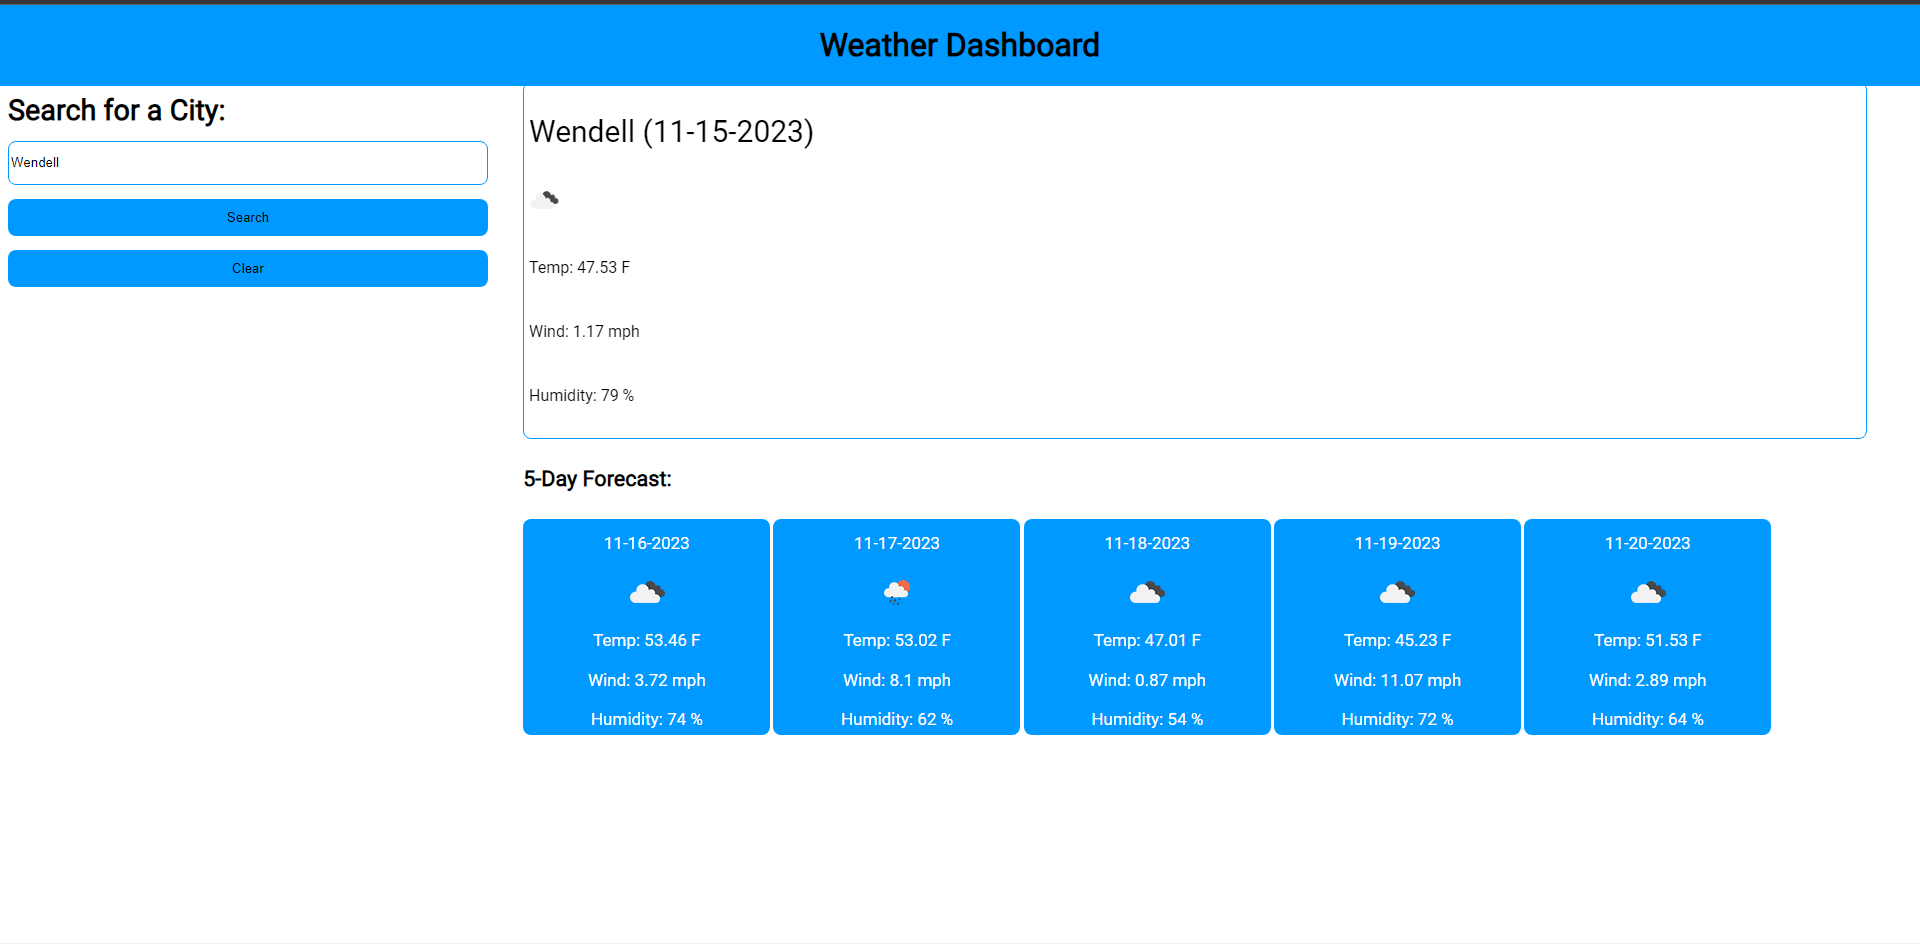 Weather Dashboard
Search for a City:
Wendell
Search
Clear
Wendell (11-15-2023)
Temp: 47.53 F
Wind: 1.17 mph
Humidity: 79 %
5-Day Forecast:
11-16-2023
Temp: 53.46 F
Wind: 3.72 mph
Humidity: 74 %
11-17-2023
Temp: 53.02 F
Wind: 8.1 mph
Humidity: 62 %
11-18-2023
Temp: 47.01 F
Wind: 0.87 mph
Humidity: 54 %
11-19-2023
Temp: 45.23 F
Wind: 11.07 mph
Humidity: 72 %
11-20-2023
Temp: 51.53 F
Wind: 2.89 mph
Humidity: 64 %